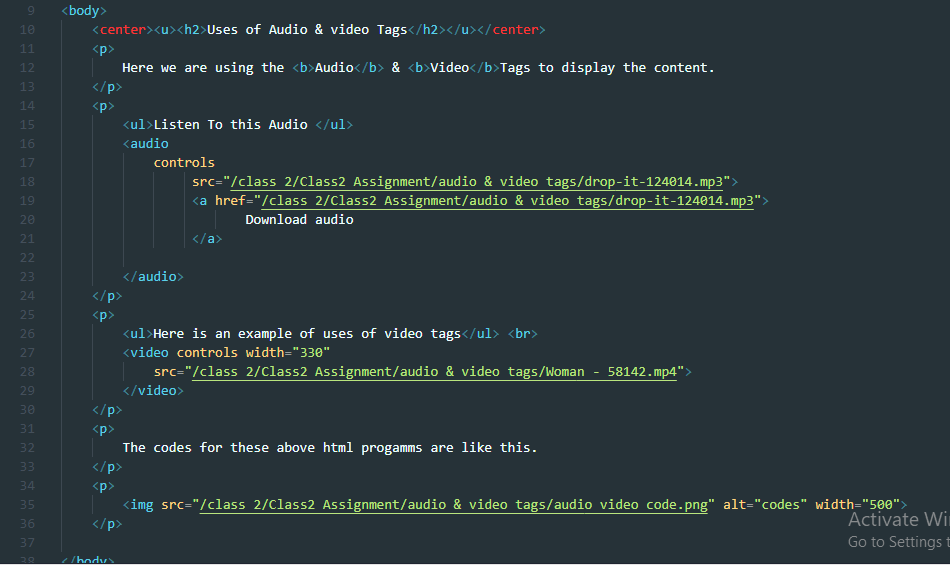 9 <body>
10 <center><u><h2>Uses of Audio & video Tags</h2></u></center>
11 <p>
12 Here we are using the <b>Audio</b> & <b>Video</b>Tags to display the content.
13 </p>
14 <p>
15 <ul>Listen To this Audio </ul>
16 <audio
17 controls
18 src="/class 2/Class2 Assignment/audio & video tags/drop-it-124014.mp3">
19 <a href="/class 2/Class2 Assignment/audio & video tags/drop-it-124014.mp3">
20 Download audio
21 </a>
22
23 </audio>
24 </p>
25 <p>
26 <ul>Here is an example of uses of video tags</ul> <br>
27 <video controls width="330"
28 src="/class 2/Class2 Assignment/audio & video tags/Woman - 58142.mp4">
29 </video>
30 </p>
31 <p>
32 The codes for these above html progamms are like this.
33 </p>
34 <p>
35 <img src="/class 2/Class2 Assignment/audio & video tags/audio video code.png" alt="codes" width="500">
36 </p>
37
38 </body>
Activate Wi
Go to Settings t